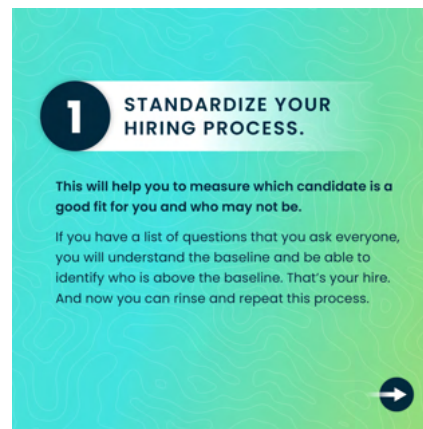 1
STANDARDIZE YOUR
HIRING PROCESS.
This will help you to measure which candidate is a
good fit for you and who may not be.
If you have a list of questions that you ask everyone,
you will understand the baseline and be able to
identify who is above the baseline. That's your hire.
And now you can rinse and repeat this process.